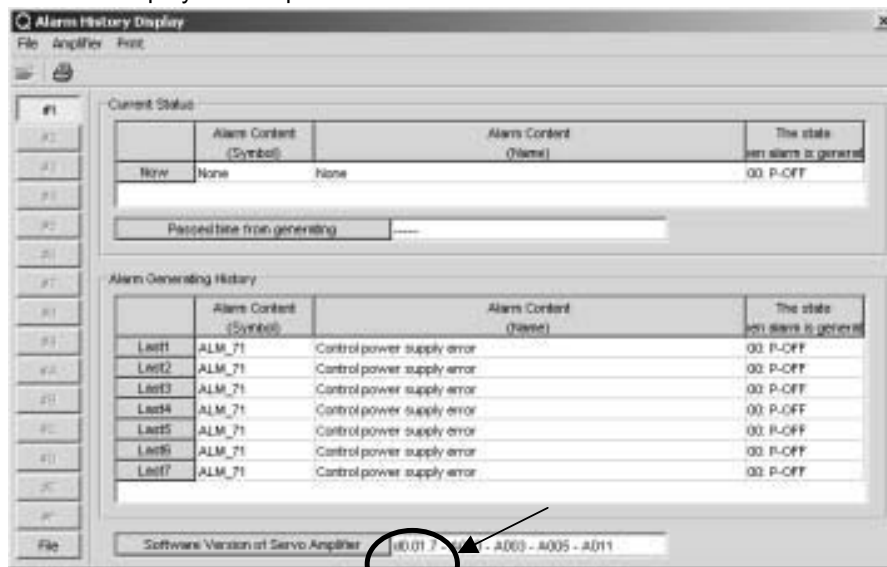 Alarm History Display
File Amplifier Print
#1
Current Status
Alarm Content (Symbol) Alarm Content (Name) The state
Now None None 00: P-OFF
Passed time from generating -----
Alarm Generating History
Alarm Content (Symbol) Alarm Content (Name) The state
Last1 ALM_71 Control power supply error 00: P-OFF
Last2 ALM_71 Control power supply error 00: P-OFF
Last3 ALM_71 Control power supply error 00: P-OFF
Last4 ALM_71 Control power supply error 00: P-OFF
Last5 ALM_71 Control power supply error 00: P-OFF
Last6 ALM_71 Control power supply error 00: P-OFF
Last7 ALM_71 Control power supply error 00: P-OFF
File
Software Version of Servo Amplifier - A003 - A005 - A011